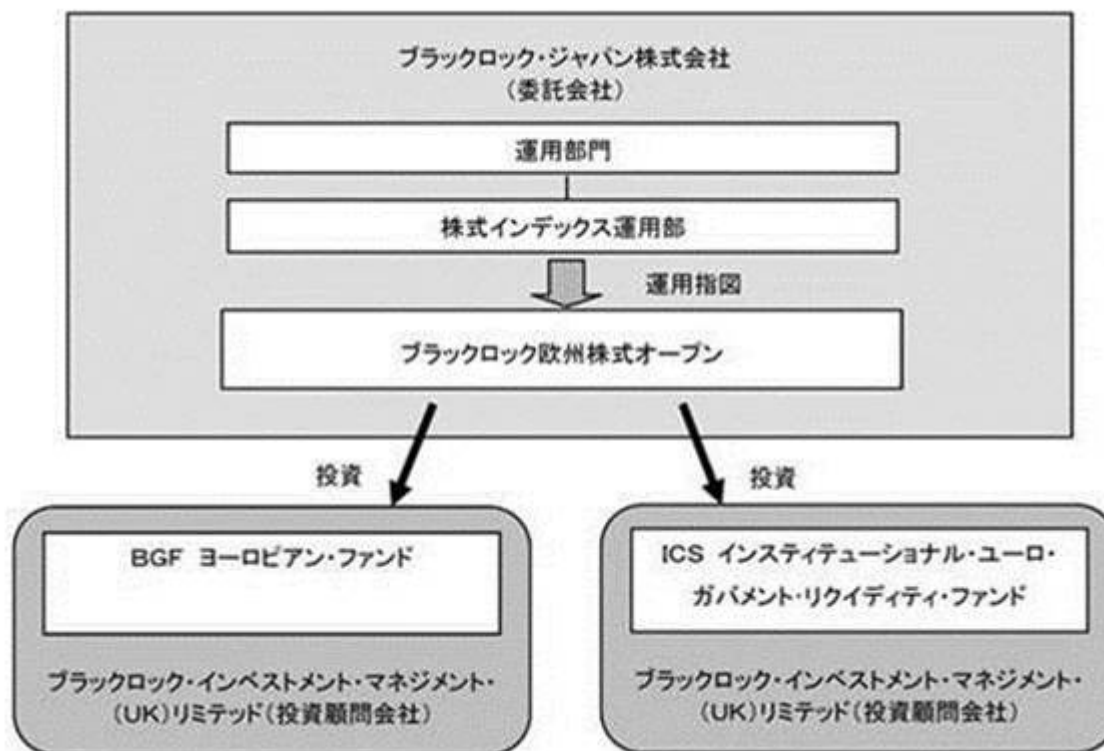 ブラックロック・ジャパン株式会社
(委託会社)
運用部門
株式インデックス運用部
運用指図
ブラックロック欧州株式オープン
投資
投資
BGF ヨーロピアン・ファンド
ブラックロック・インベストメント・マネジメント・
(UK)リミテッド(投資顧問会社)
ICS インスティテューショナル・ユーロ・
ガバメント・リクイディティ・ファンド
ブラックロック・インベストメント・マネジメント・
(UK)リミテッド(投資顧問会社)